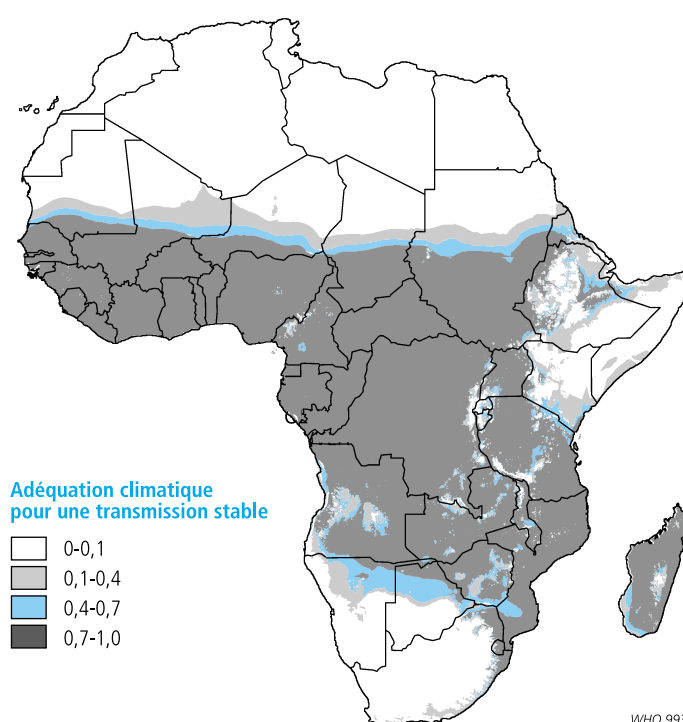 Adéquation climatique
pour une transmission stable
0-0,1
0,1-0,4
0,4-0,7
0,7-1,0